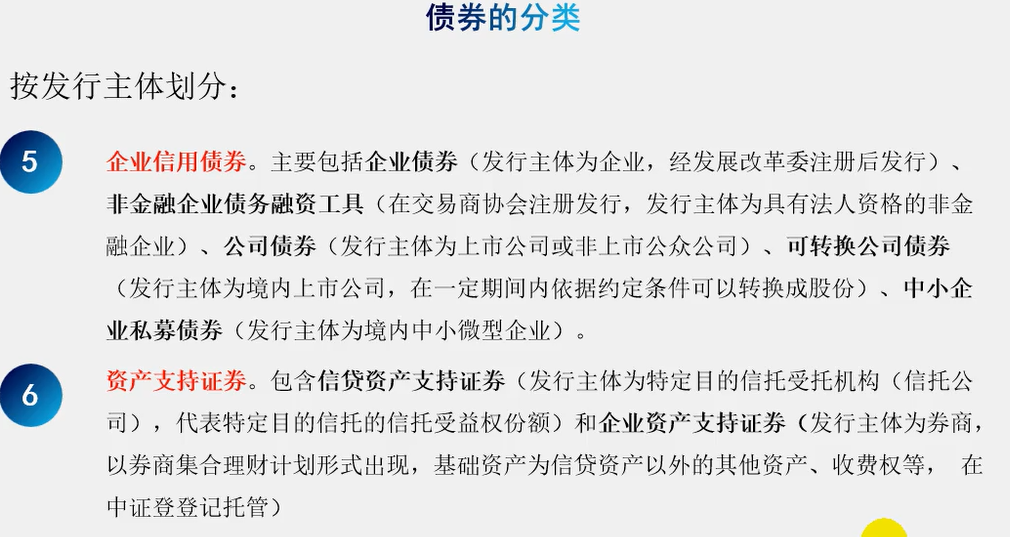 债券的分类
按发行主体划分：
5
企业信用债券。主要包括企业债券（发行主体为企业，经发展改革委注册后发行）、
非金融企业债务融资工具（在交易商协会注册发行，发行主体为具有法人资格的非金
融企业）、公司债券（发行主体为上市公司或非上市公众公司）、可转换公司债券
（发行主体为境内上市公司，在一定期间内依据约定条件可以转换成股份）、中小企
业私募债券（发行主体为境内中小微型企业）。
6
资产支持证券。包含信贷资产支持证券（发行主体为特定目的信托受托机构（信托公
司），代表特定目的信托的信托受益权份额）和企业资产支持证券（发行主体为券商，
以券商集合理财计划形式出现，基础资产为信贷资产以外的其他资产、收费权等， 在
中证登登记托管）